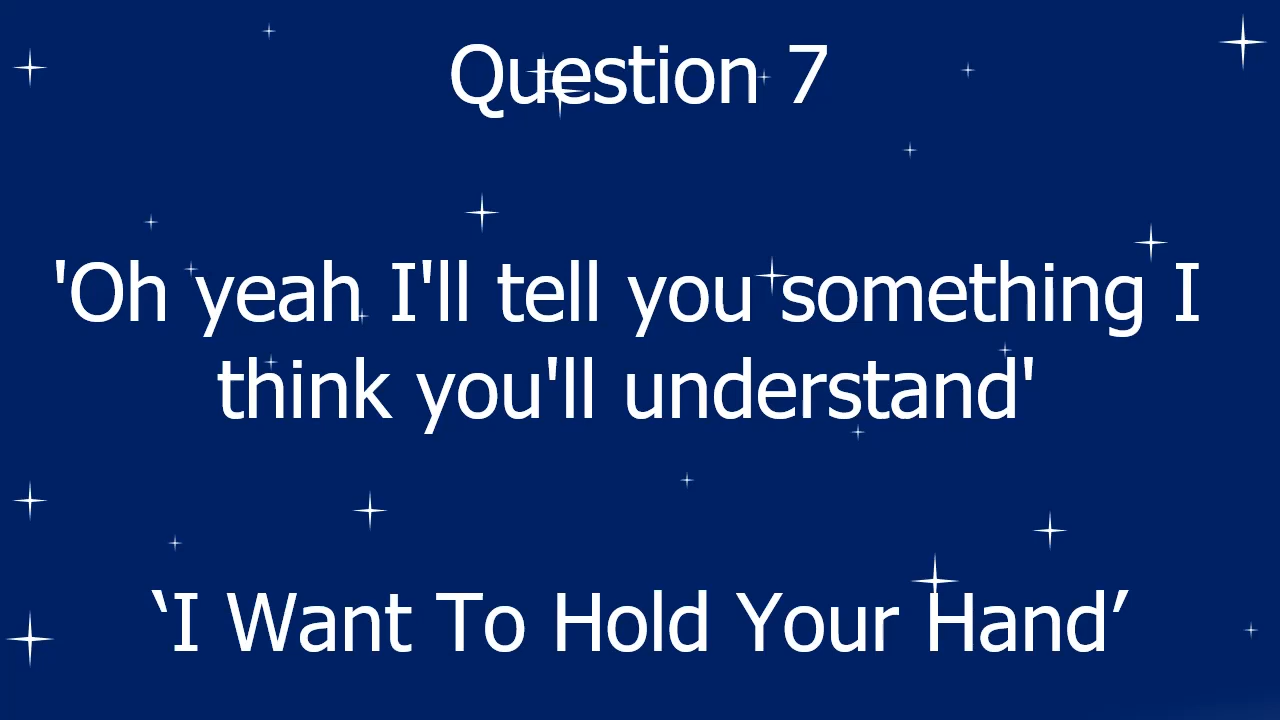 Question 7
'Oh yeah I'll tell you something I
think you'll understand'
‘I Want To Hold Your Hand’